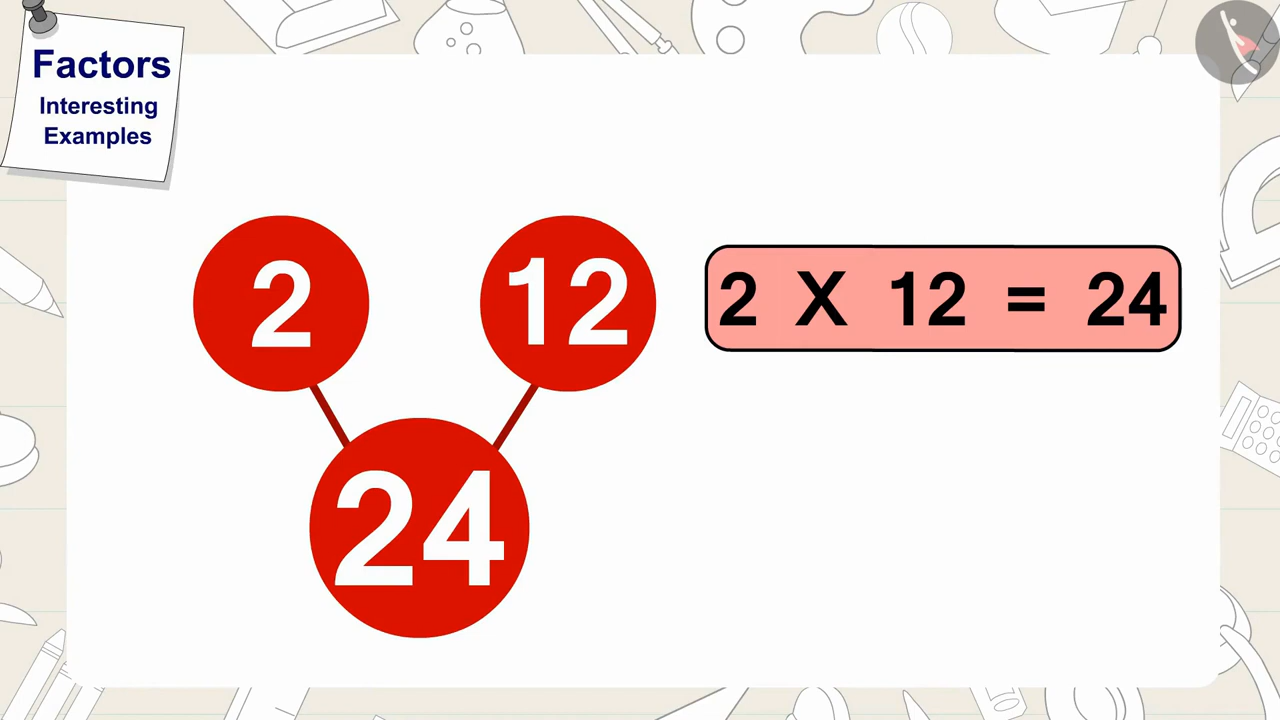 Factors
Interesting
Examples
2
12
2 X 12 = 24
24